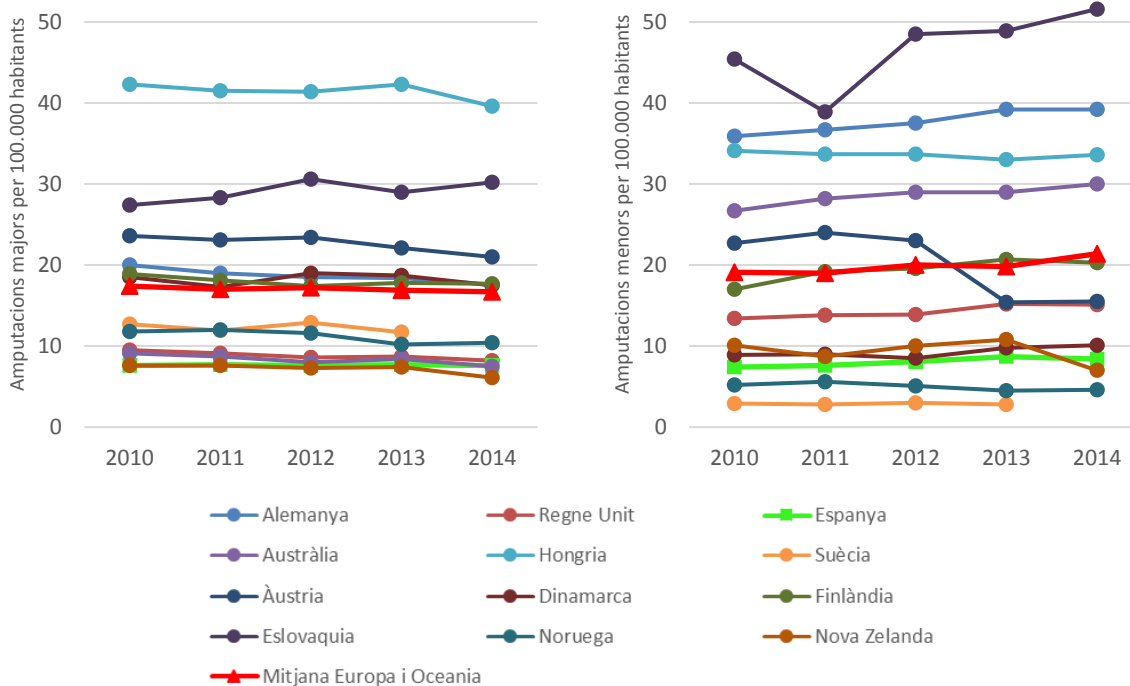 Amputacions majors per 100.000 habitants
50
40
30
20
10
0
2010 2011 2012 2013 2014
Amputacions menors per 100.000 habitants
50
40
30
20
10
0
2010 2011 2012 2013 2014
Alemanya Regne Unit Espanya
Austràlia Hongria Suècia
Àustria Dinamarca Finlàndia
Eslovaquia Noruega Nova Zelanda
Mitjana Europa i Oceania